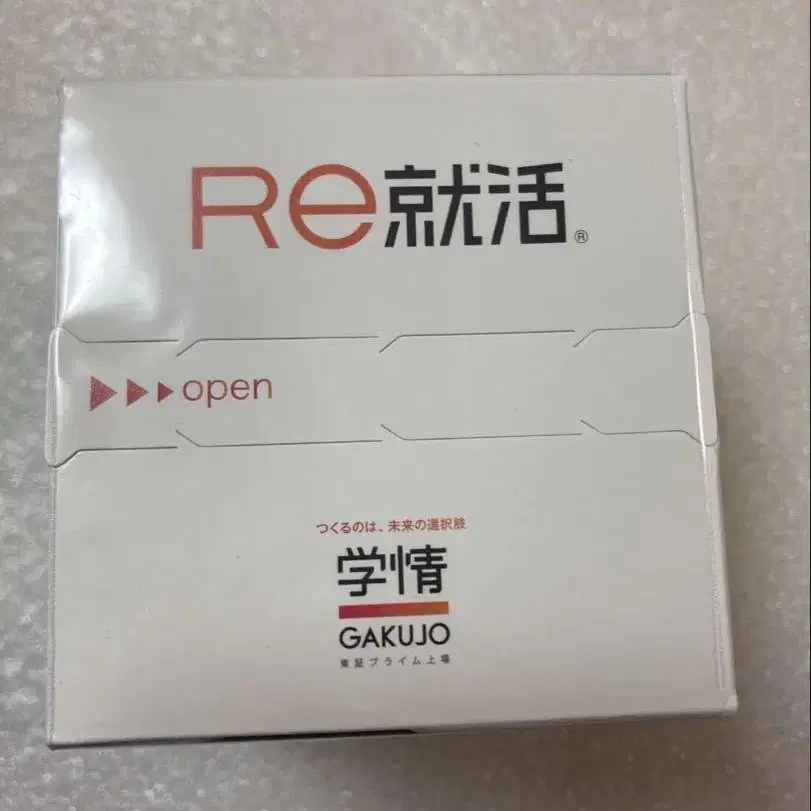 Re就活®
▶▶▶open
つくるのは、未来の選択肢
学情
GAKUJO
東証プライム上場